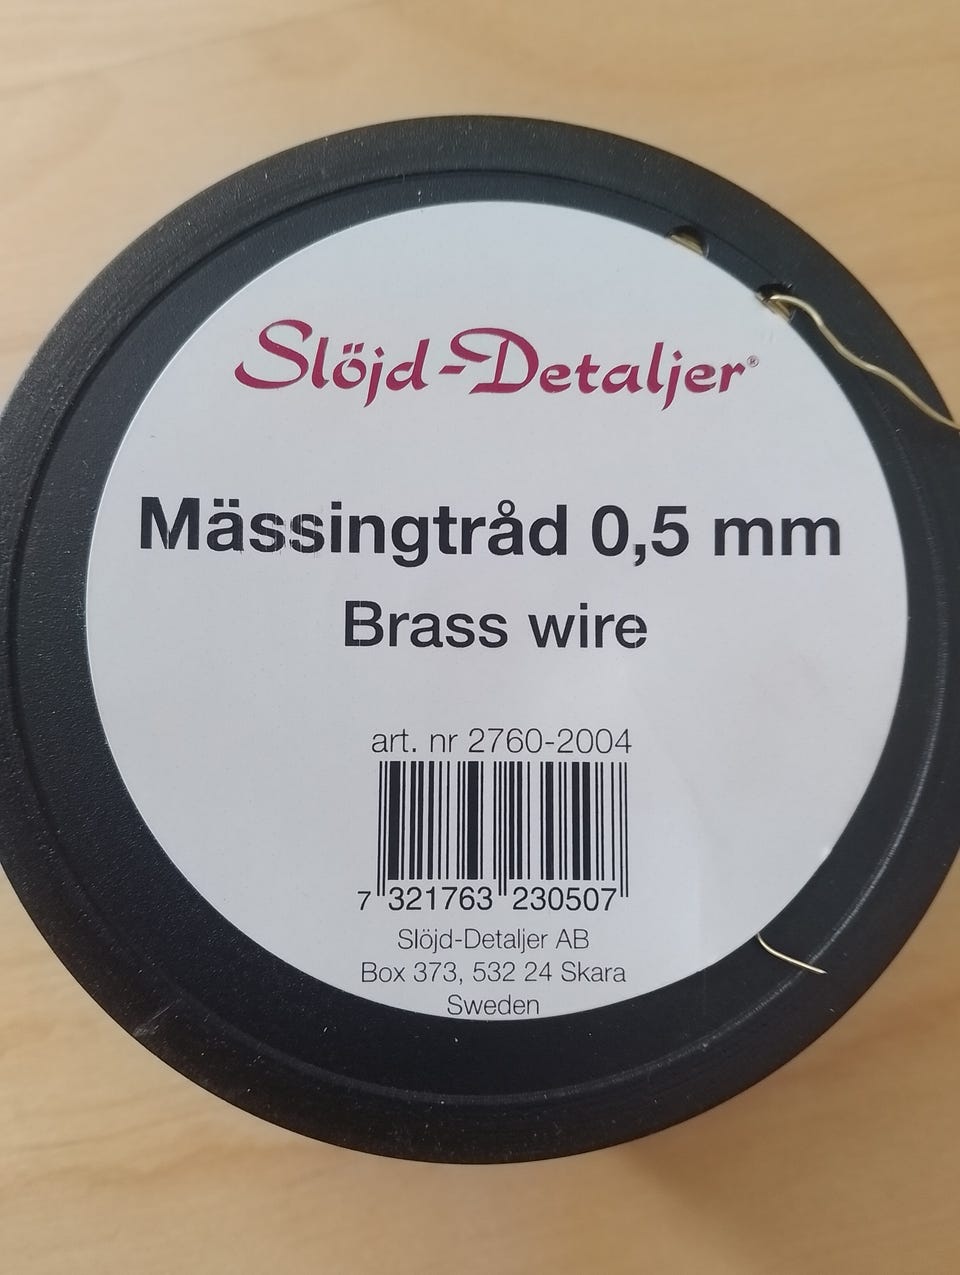 Slöjd-Detaljer®
Mässingtråd 0,5 mm
Brass wire
art. nr 2760-2004
7 321763 230507
Slöjd-Detaljer AB
Box 373, 532 24 Skara
Sweden